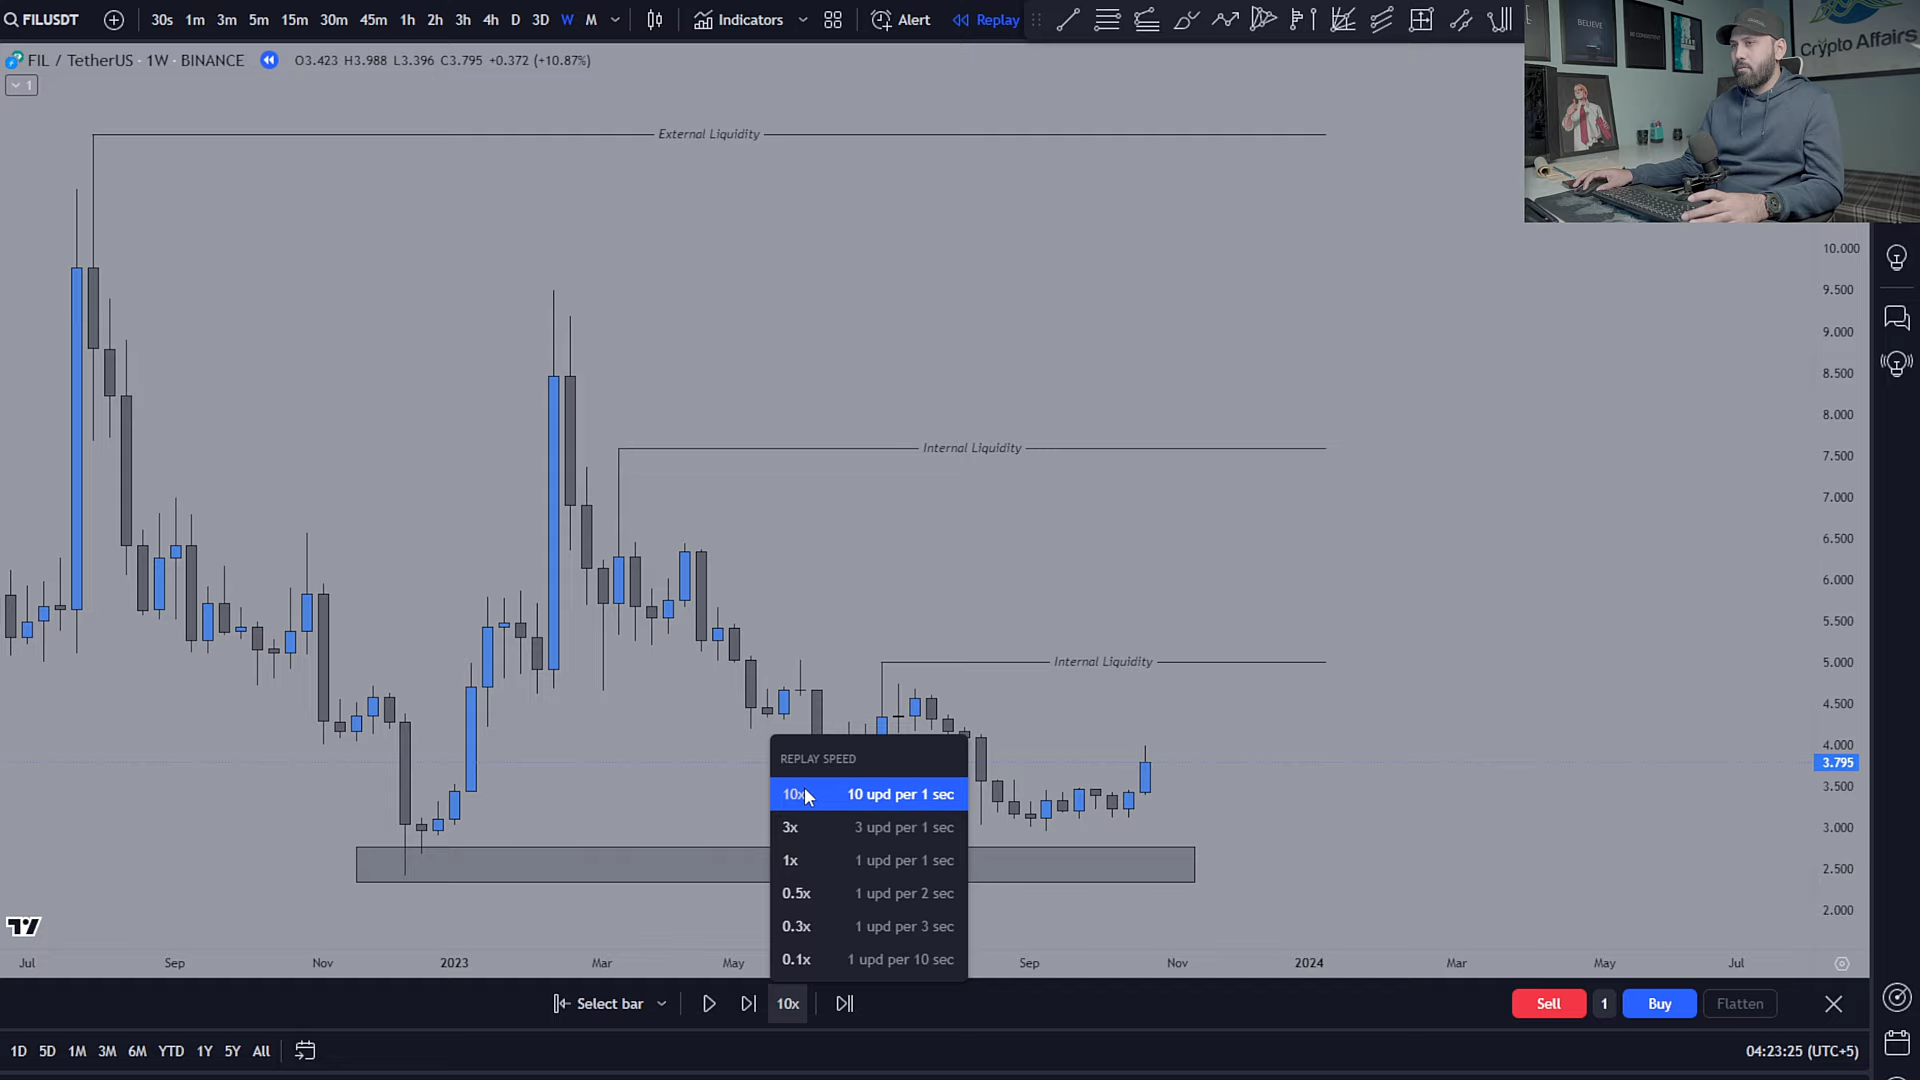 FILUSDT 30s 1m 3m 5m 15m 30m 45m 1h 2h 3h 4h D 3D W M Indicators Alert Replay
FIL / TetherUS · 1W · BINANCE O3.423 H3.988 L3.396 C3.795 +0.372 (+10.87%)
1
Crypto Affairs
BELIEVE
BE CONSISTENT
External Liquidity
Internal Liquidity
Internal Liquidity
10.000
9.500
9.000
8.500
8.000
7.500
7.000
6.500
6.000
5.500
5.000
4.500
4.000
3.795
3.500
3.000
2.500
2.000
REPLAY SPEED
10x 10 upd per 1 sec
3x 3 upd per 1 sec
1x 1 upd per 1 sec
0.5x 1 upd per 2 sec
0.3x 1 upd per 3 sec
0.1x 1 upd per 10 sec
Jul Sep Nov 2023 Mar May Sep Nov 2024 Mar May Jul
Select bar 10x Sell 1 Buy Flatten
1D 5D 1M 3M 6M YTD 1Y 5Y All 04:23:25 (UTC+5)